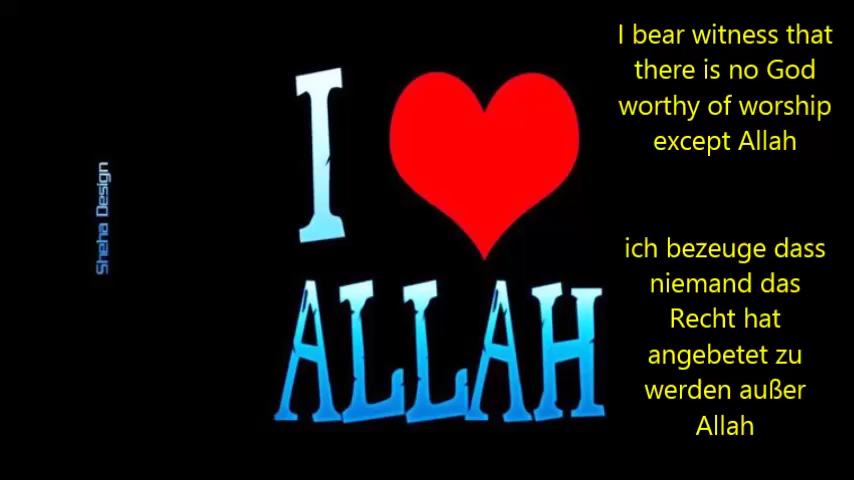 Sheha Design
I
ALLAH
I bear witness that
there is no God
worthy of worship
except Allah
ich bezeuge dass
niemand das
Recht hat
angebetet zu
werden außer
Allah